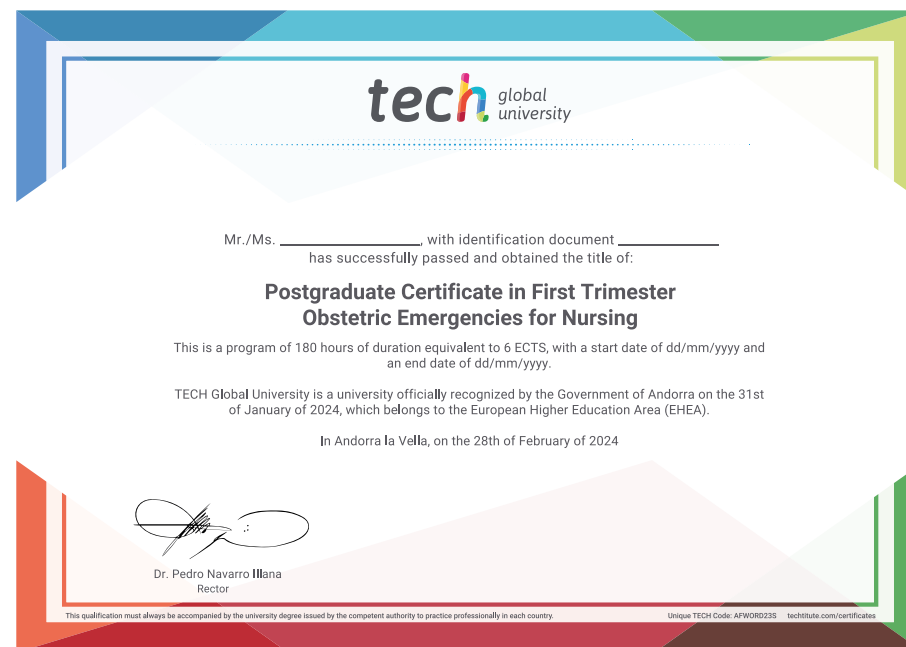 tech global
university
Mr./Ms. ____________, with identification document ____________
has successfully passed and obtained the title of:
Postgraduate Certificate in First Trimester
Obstetric Emergencies for Nursing
This is a program of 180 hours of duration equivalent to 6 ECTS, with a start date of dd/mm/yyyy and
an end date of dd/mm/yyyy.
TECH Global University is a university officially recognized by the Government of Andorra on the 31st
of January of 2024, which belongs to the European Higher Education Area (EHEA).
In Andorra la Vella, on the 28th of February of 2024
Dr. Pedro Navarro Illana
Rector
This qualification must always be accompanied by the university degree issued by the competent authority to practice professionally in each country.
Unique TECH Code: AFWORD23S techtitute.com/certificates